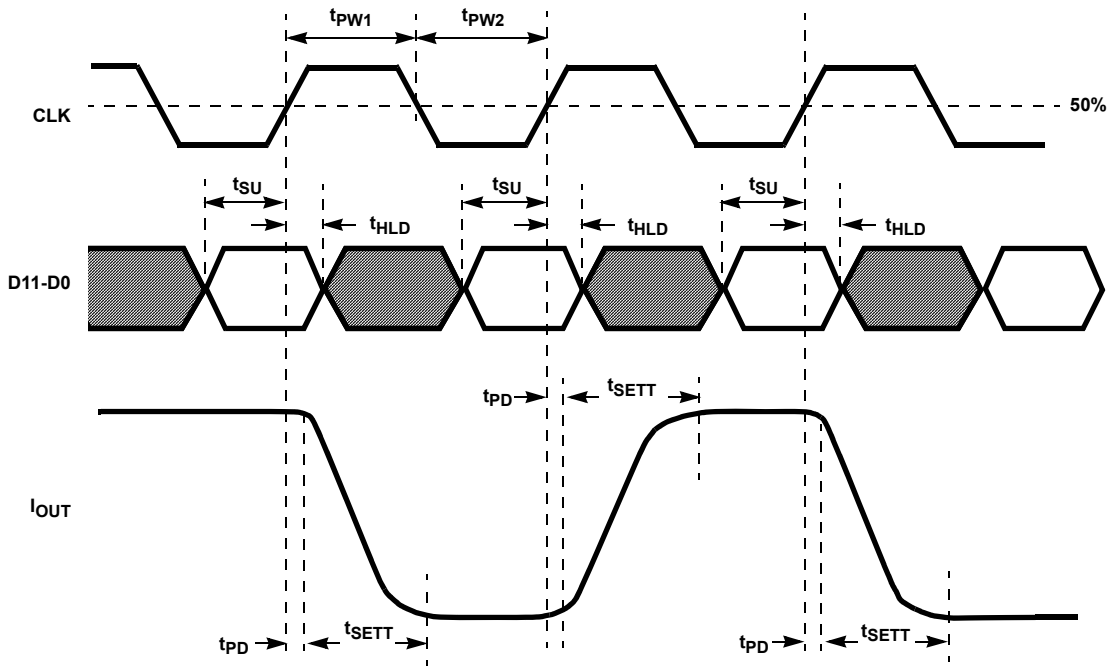 tPW1 tPW2
CLK
50%
tSU tSU tSU
tHLD tHLD tHLD
D11-D0
tPD tSETT
IOUT
tPD tSETT tPD tSETT